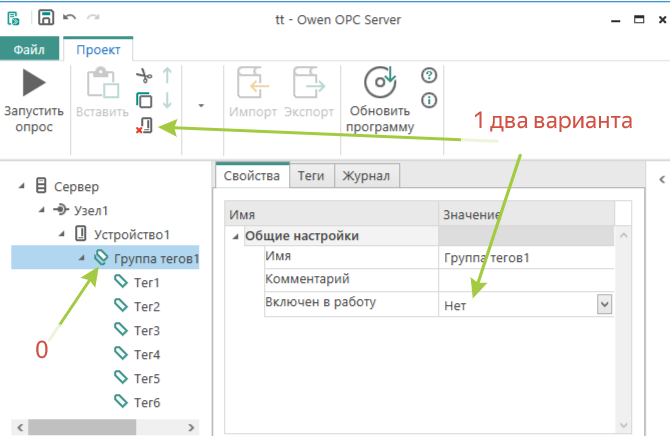 tt - Owen OPC Server
Файл
Проект
Запустить опрос
Вставить
Импорт
Экспорт
Обновить программу
1 два варианта
Сервер
Узел1
Устройство1
Группа тегов1
Тег1
Тег2
Тег3
Тег4
Тег5
Тег6
0
Свойства
Теги
Журнал
Имя
Значение
Общие настройки
Имя
Группа тегов1
Комментарий
Включен в работу
Нет